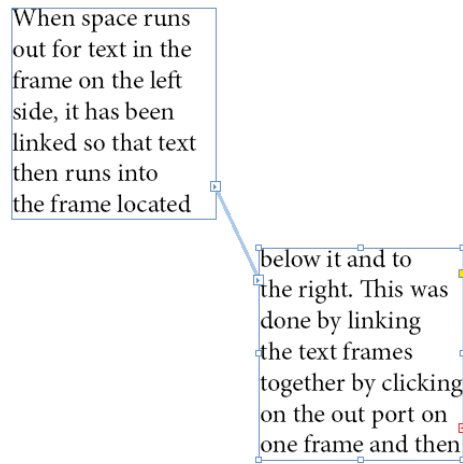 When space runs
out for text in the
frame on the left
side, it has been
linked so that text
then runs into
the frame located
below it and to
the right. This was
done by linking
the text frames
together by clicking
on the out port on
one frame and then